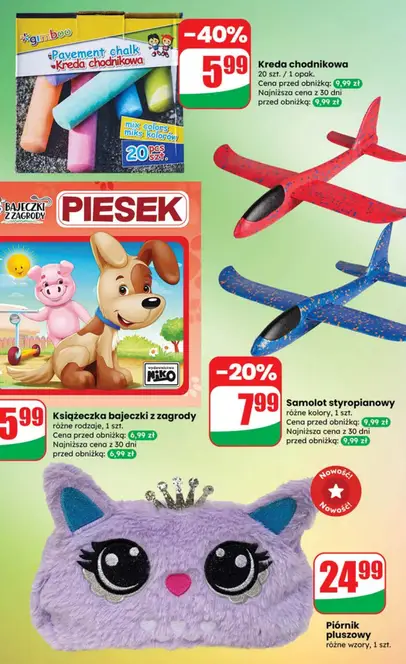 gimboo
Pavement chalk
Kreda chodnikowa
mix colors
miks kolorów
20 PCS
SZT.
-40%
5 99
Kreda chodnikowa
20 szt. / 1 opak.
Cena przed obniżką: 9,99 zł
Najniższa cena z 30 dni
przed obniżką: 9,99 zł
BAJECZKI
Z ZAGRODY
PIESEK
wydawnictwo
NIKO
5 99
Książeczka bajeczki z zagrody
różne rodzaje, 1 szt.
Cena przed obniżką: 6,99 zł
Najniższa cena z 30 dni
przed obniżką: 6,99 zł
-20%
7 99
Samolot styropianowy
różne kolory, 1 szt.
Cena przed obniżką: 9,99 zł
Najniższa cena z 30 dni
przed obniżką: 9,99 zł
Nowość!
Nowość!
24 99
Piórnik
pluszowy
różne wzory, 1 szt.